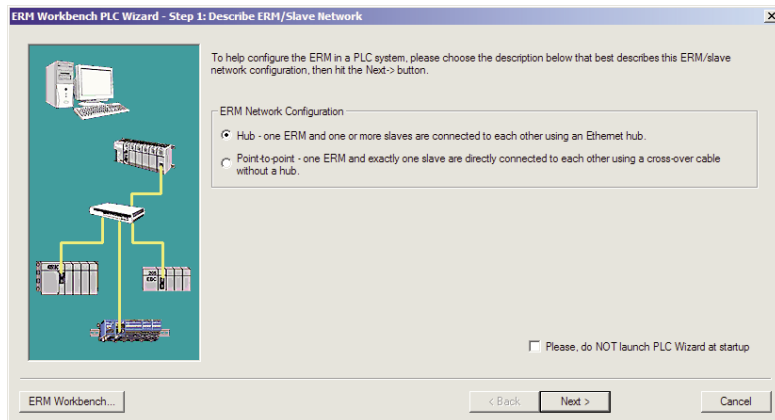 ERM Workbench PLC Wizard - Step 1: Describe ERM/Slave Network
To help configure the ERM in a PLC system, please choose the description below that best describes this ERM/slave
network configuration, then hit the Next-> button.
ERM Network Configuration
Hub - one ERM and one or more slaves are connected to each other using an Ethernet hub.
Point-to-point - one ERM and exactly one slave are directly connected to each other using a cross-over cable
without a hub.
205
EBC
Please, do NOT launch PLC Wizard at startup
ERM Workbench...
< Back
Next >
Cancel